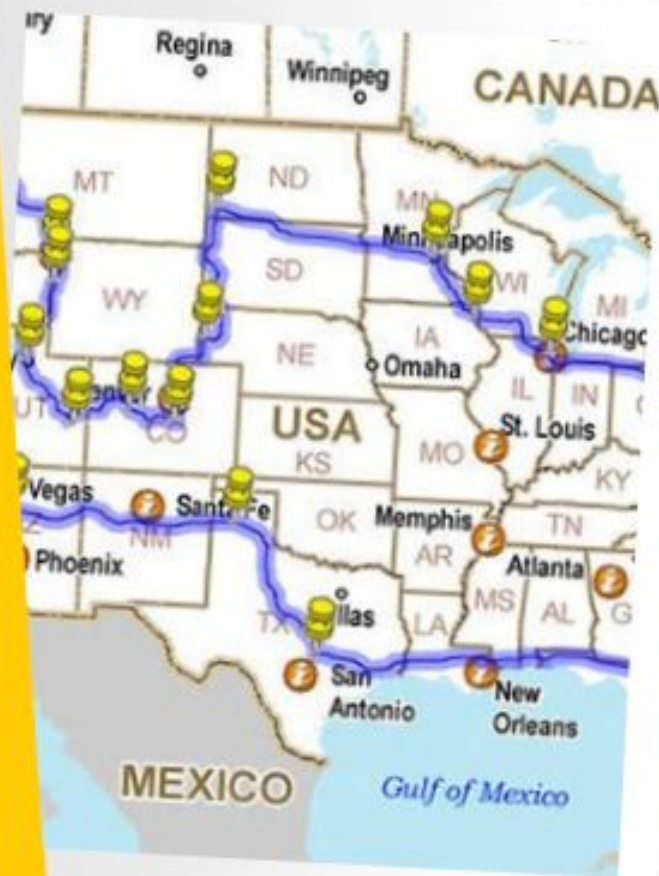 Regina
Winnipeg
CANADA
MT
ND
MN
Minneapolis
SD
WI
WY
MI
IA
Chicago
NE
Omaha
IL
IN
UT
CO
USA
St. Louis
KS
MO
KY
Vegas
Santa Fe
OK
Memphis
TN
NM
AR
Atlanta
Phoenix
MS
AL
G
TX
llas
LA
San
Antonio
New
Orleans
MEXICO
Gulf of Mexico